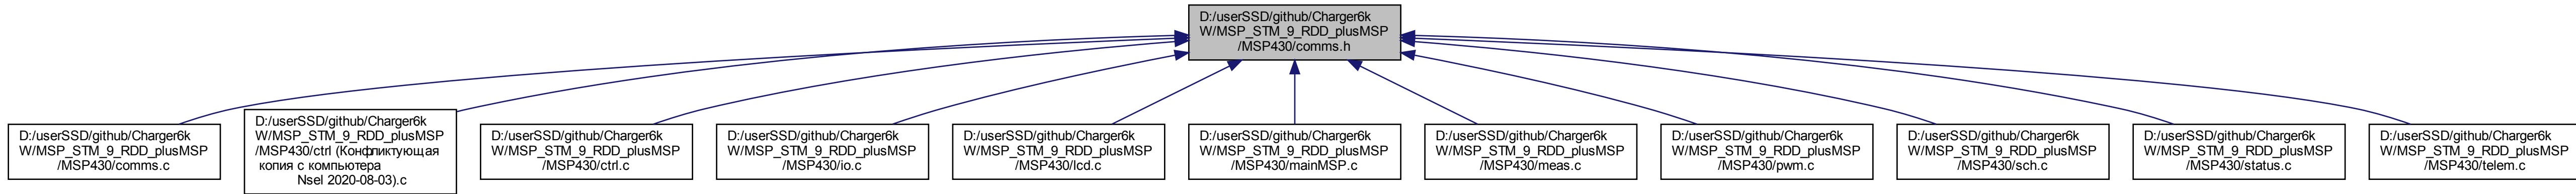 D:/userSSD/github/Charger6k
W/MSP_STM_9_RDD_plusMSP
/MSP430/comms.h
D:/userSSD/github/Charger6k
W/MSP_STM_9_RDD_plusMSP
/MSP430/comms.c
D:/userSSD/github/Charger6k
W/MSP_STM_9_RDD_plusMSP
/MSP430/ctrl (Конфликтующая
копия с компьютера
Nsel 2020-08-03).c
D:/userSSD/github/Charger6k
W/MSP_STM_9_RDD_plusMSP
/MSP430/ctrl.c
D:/userSSD/github/Charger6k
W/MSP_STM_9_RDD_plusMSP
/MSP430/io.c
D:/userSSD/github/Charger6k
W/MSP_STM_9_RDD_plusMSP
/MSP430/lcd.c
D:/userSSD/github/Charger6k
W/MSP_STM_9_RDD_plusMSP
/MSP430/mainMSP.c
D:/userSSD/github/Charger6k
W/MSP_STM_9_RDD_plusMSP
/MSP430/meas.c
D:/userSSD/github/Charger6k
W/MSP_STM_9_RDD_plusMSP
/MSP430/pwm.c
D:/userSSD/github/Charger6k
W/MSP_STM_9_RDD_plusMSP
/MSP430/sch.c
D:/userSSD/github/Charger6k
W/MSP_STM_9_RDD_plusMSP
/MSP430/status.c
D:/userSSD/github/Charger6k
W/MSP_STM_9_RDD_plusMSP
/MSP430/telem.c